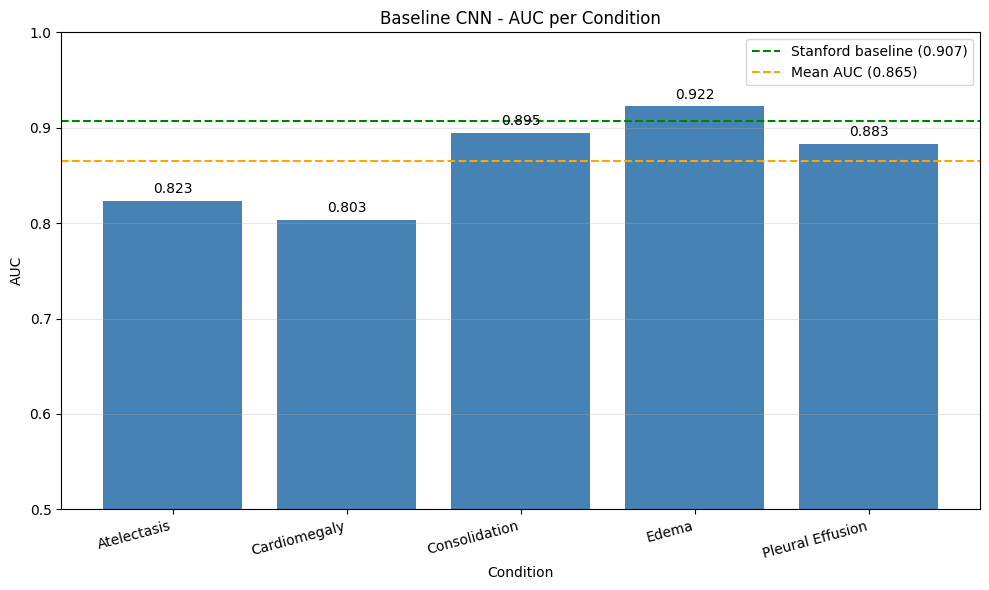 Baseline CNN - AUC per Condition
Stanford baseline (0.907)
Mean AUC (0.865)
1.0
0.9
0.8
0.7
0.6
0.5
AUC
0.823
0.803
0.895
0.922
0.883
Atelectasis
Cardiomegaly
Consolidation
Edema
Pleural Effusion
Condition